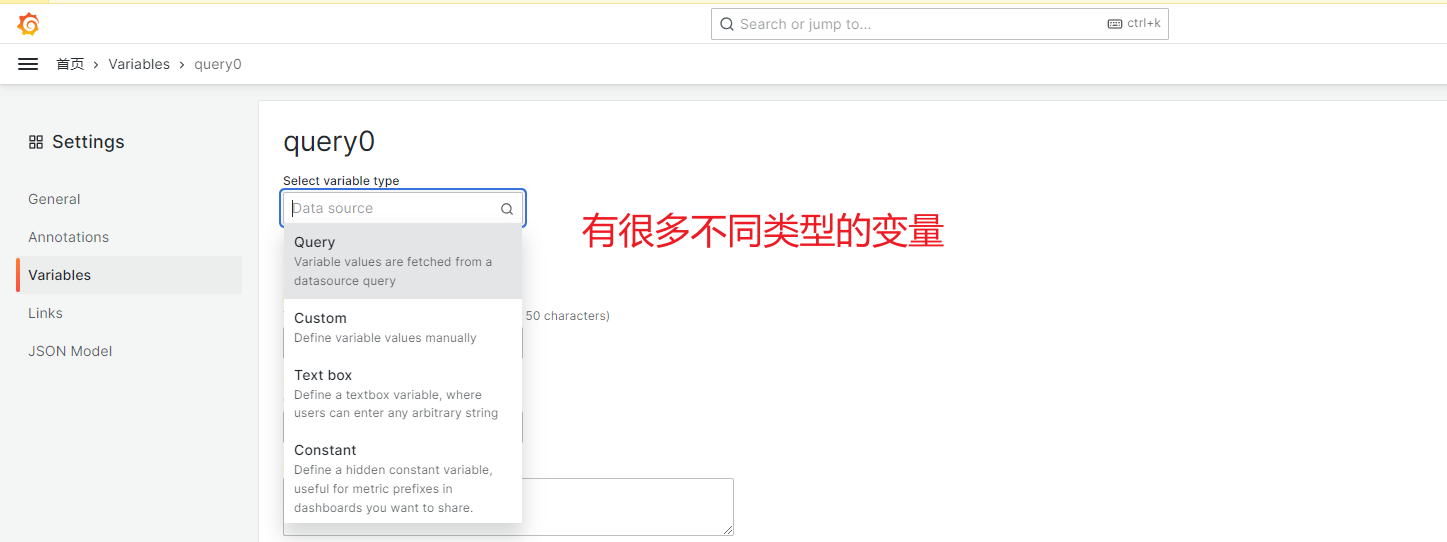 Search or jump to...
ctrl+k
首页 › Variables › query0
Settings
General
Annotations
Variables
Links
JSON Model
query0
Select variable type
Data source
有很多不同类型的变量
Query
Variable values are fetched from a
datasource query
50 characters)
Custom
Define variable values manually
Text box
Define a textbox variable, where
users can enter any arbitrary string
Constant
Define a hidden constant variable,
useful for metric prefixes in
dashboards you want to share.